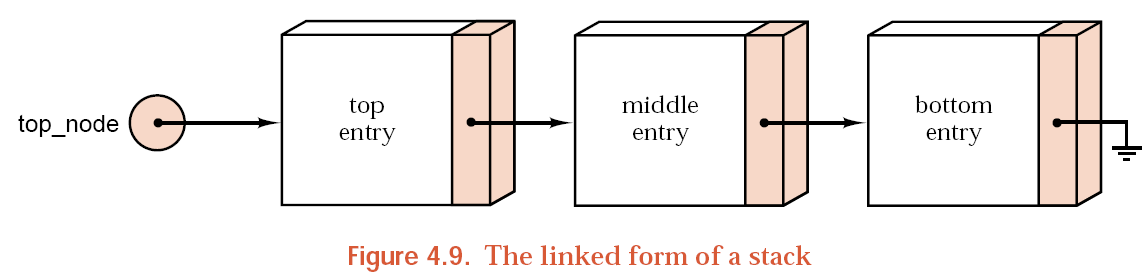 top_node
top
entry
middle
entry
bottom
entry
Figure 4.9. The linked form of a stack